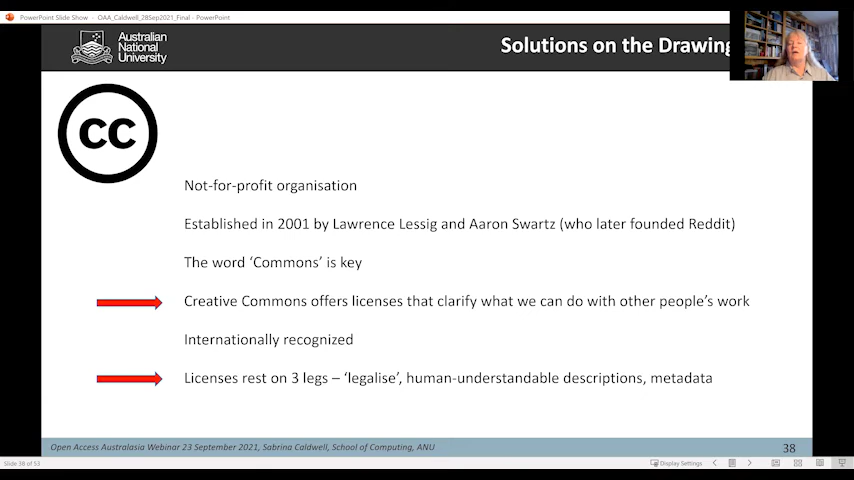 PowerPoint Slide Show - OAA_Caldwell_28Sep2021_Final - PowerPoint
Australian
National
University
Solutions on the Drawing
CC
Not-for-profit organisation
Established in 2001 by Lawrence Lessig and Aaron Swartz (who later founded Reddit)
The word ‘Commons’ is key
Creative Commons offers licenses that clarify what we can do with other people’s work
Internationally recognized
Licenses rest on 3 legs – ‘legalise’, human-understandable descriptions, metadata
Open Access Australasia Webinar 23 September 2021, Sabrina Caldwell, School of Computing, ANU
38
Slide 38 of 53
Display Settings